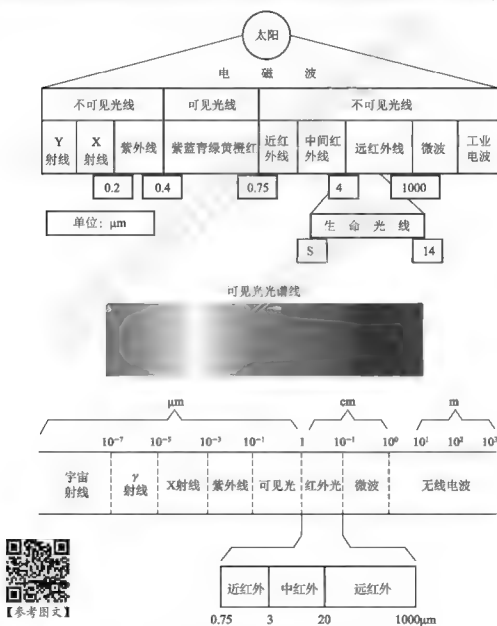 太阳
电 磁 波
不可见光线 可见光线 不可见光线
Y射线 X射线 紫外线 紫蓝青绿黄橙红 近红外线 中间红外线 远红外线 微波 工业电波
0.2 0.4 0.75 4 1000
单位：μm
生 命 光 线
S 14
可见光光谱线
μm cm m
10⁻⁷ 10⁻⁵ 10⁻³ 10⁻¹ 1 10⁻¹ 10⁰ 10¹ 10² 10³
宇宙射线 γ射线 X射线 紫外线 可见光 红外光 微波 无线电波
近红外 中红外 远红外
0.75 3 20 1000μm
【参考图文】